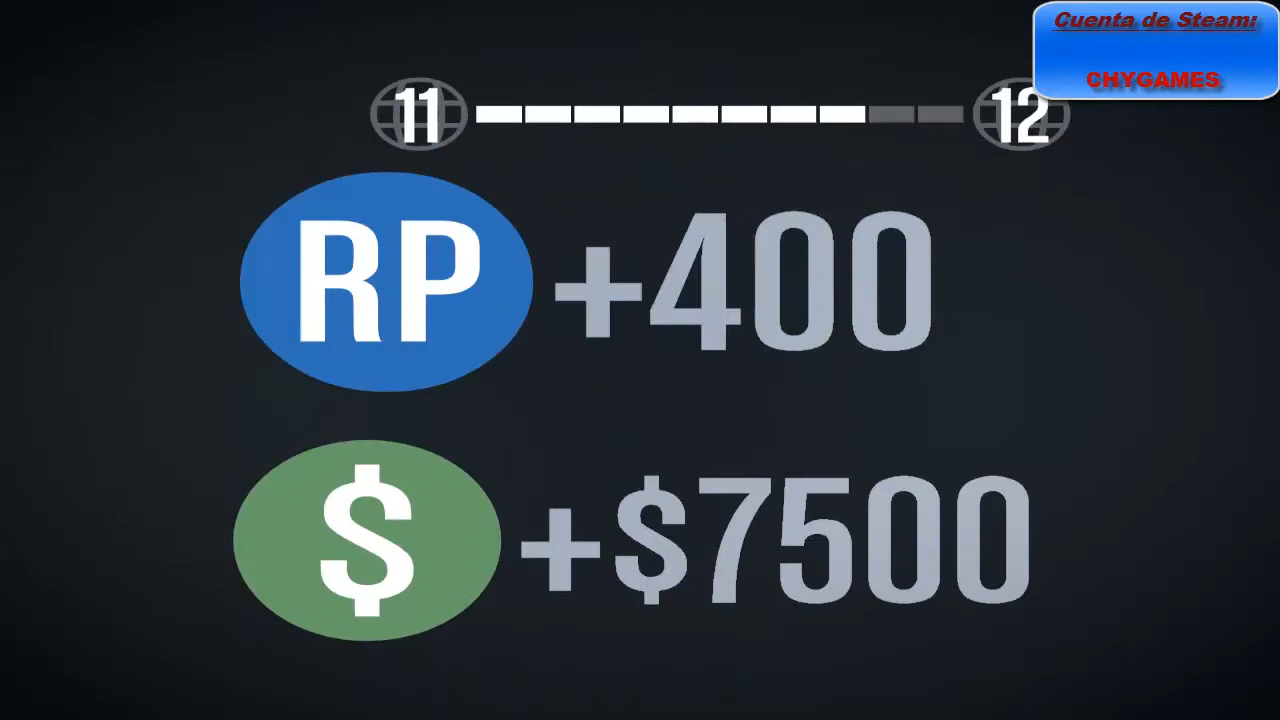 Cuenta de Steam:
CHYGAMES
11 12
RP +400
$ +$7500